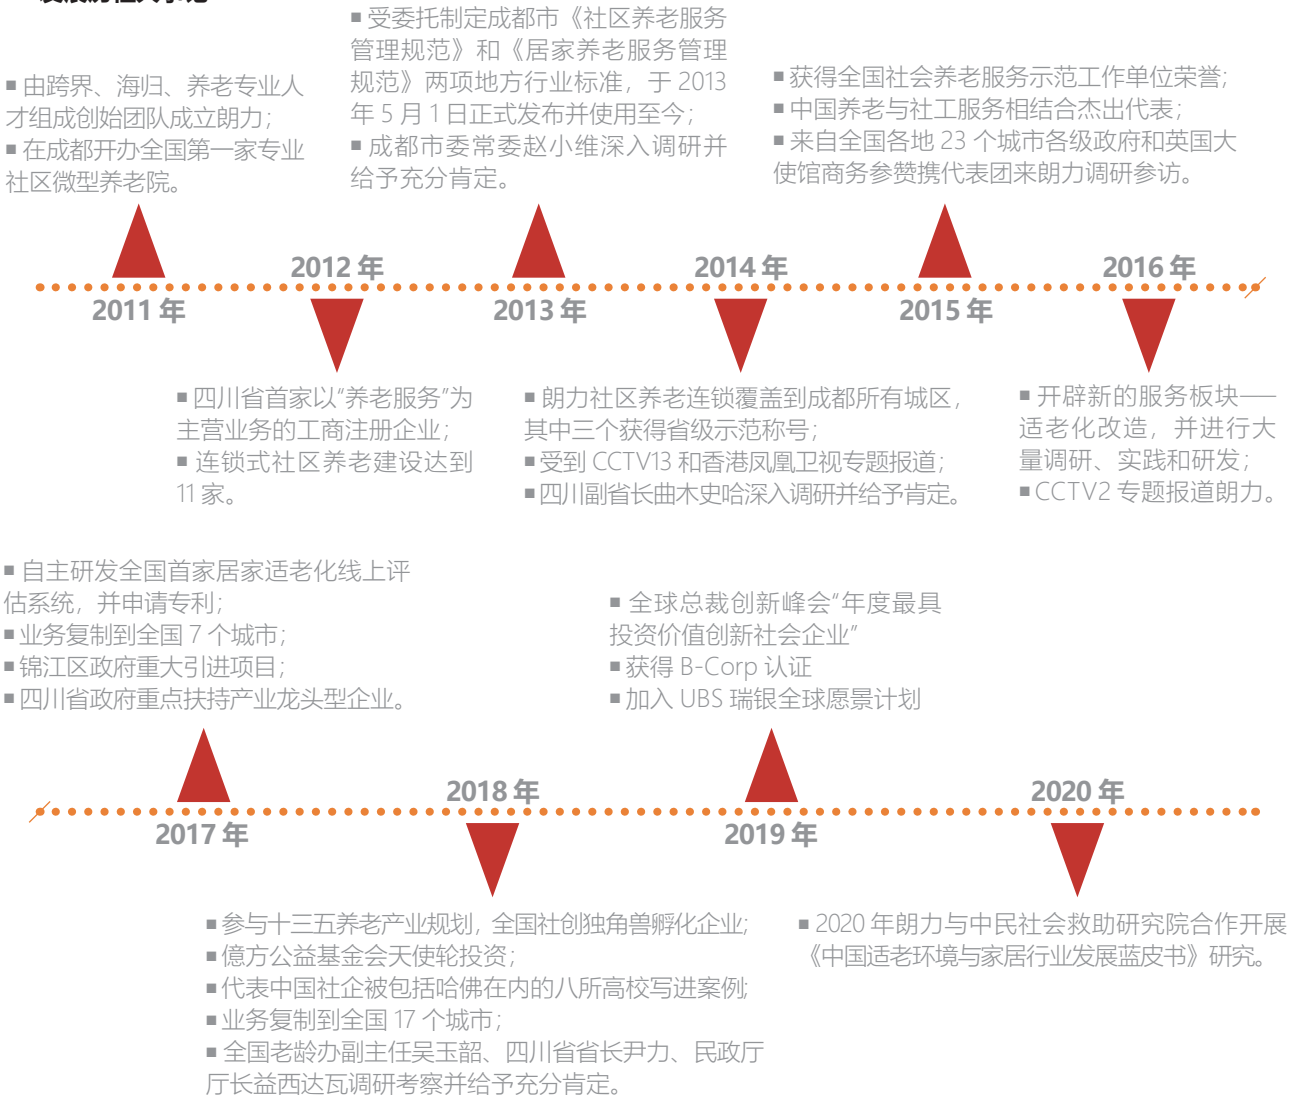 ■ 由跨界、海归、养老专业人
才组成创始团队成立朗力；
■ 在成都开办全国第一家专业
社区微型养老院。
■ 受委托制定成都市《社区养老服务
管理规范》和《居家养老服务管理
规范》两项地方行业标准，于 2013
年 5 月 1 日正式发布并使用至今；
■ 成都市委常委赵小维深入调研并
给予充分肯定。
■ 获得全国社会养老服务示范工作单位荣誉；
■ 中国养老与社工服务相结合杰出代表；
■ 来自全国各地 23 个城市各级政府和英国大
使馆商务参赞携代表团来朗力调研参访。
2012 年
2014 年
2016 年
2011 年
2013 年
2015 年
■ 四川省首家以“养老服务”为
主营业务的工商注册企业；
■ 连锁式社区养老建设达到
11 家。
■ 朗力社区养老连锁覆盖到成都所有城区，
其中三个获得省级示范称号；
■ 受到 CCTV13 和香港凤凰卫视专题报道；
■ 四川副省长曲木史哈深入调研并给予肯定。
■ 开辟新的服务板块——
适老化改造，并进行大
量调研、实践和研发；
■ CCTV2 专题报道朗力。
■ 自主研发全国首家居家适老化线上评
估系统，并申请专利；
■ 业务复制到全国 7 个城市；
■ 锦江区政府重大引进项目；
■ 四川省政府重点扶持产业龙头型企业。
■ 全球总裁创新峰会“年度最具
投资价值创新社会企业”
■ 获得 B-Corp 认证
■ 加入 UBS 瑞银全球愿景计划
2018 年
2020 年
2017 年
2019 年
■ 参与十三五养老产业规划，全国社创独角兽孵化企业；
■ 億方公益基金会天使轮投资；
■ 代表中国社企被包括哈佛在内的八所高校写进案例；
■ 业务复制到全国 17 个城市；
■ 全国老龄办副主任吴玉韶、四川省省长尹力、民政厅
厅长益西达瓦调研考察并给予充分肯定。
■ 2020 年朗力与中民社会救助研究院合作开展
《中国适老环境与家居行业发展蓝皮书》研究。